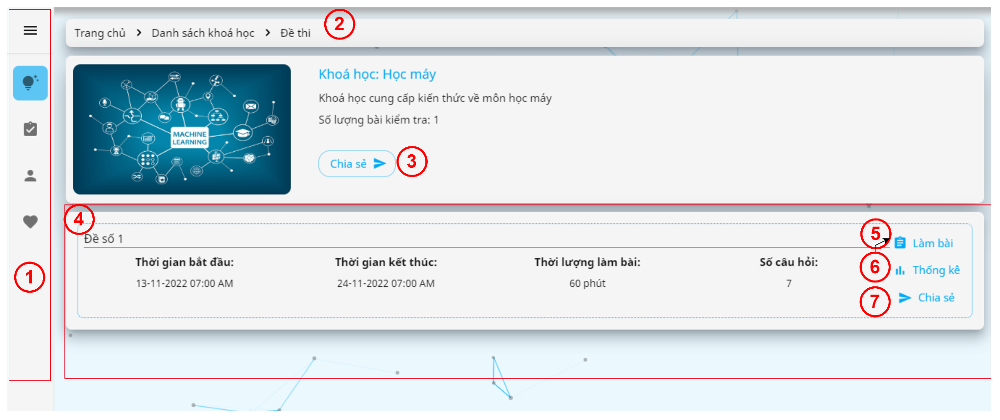 2
Trang chủ > Danh sách khoá học > Đề thi
Khoá học: Học máy
Khoá học cung cấp kiến thức về môn học máy
Số lượng bài kiểm tra: 1
MACHINE
LEARNING
Chia sẻ
3
4
Đề số 1
5
Làm bài
Thời gian bắt đầu:
Thời gian kết thúc:
Thời lượng làm bài:
Số câu hỏi:
6
Thống kê
1
13-11-2022 07:00 AM
24-11-2022 07:00 AM
60 phút
7
7
Chia sẻ